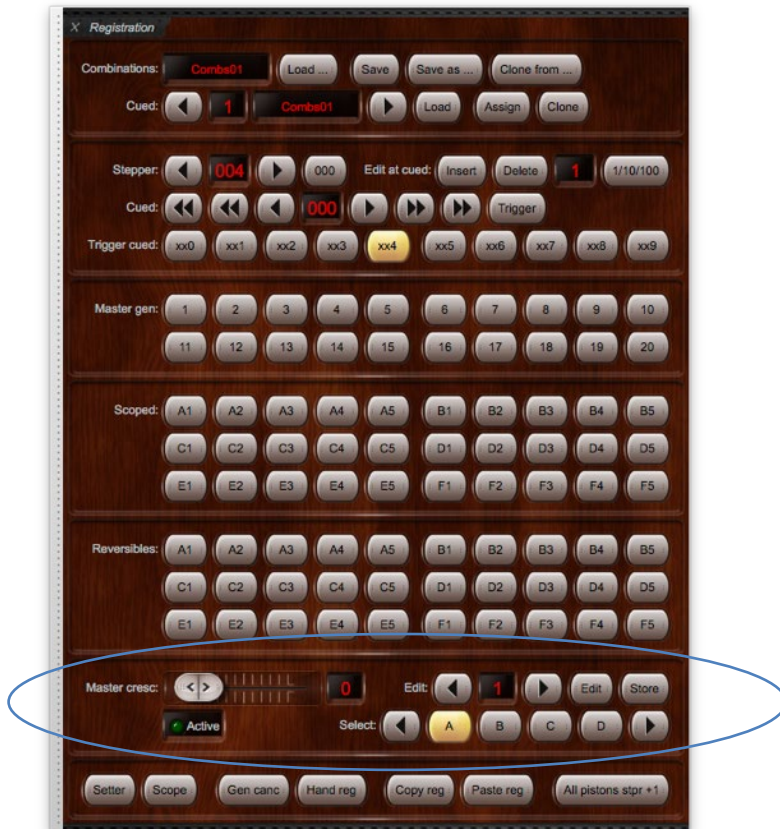 X Registration
Combinations: Combs01 Load ... Save Save as ... Clone from ...
Cued: 1 Combs01 Load Assign Clone
Stepper: 004 000 Edit at cued: Insert Delete 1 1/10/100
Cued: 000 Trigger
Trigger cued: xx0 xx1 xx2 xx3 xx4 xx5 xx6 xx7 xx8 xx9
Master gen: 1 2 3 4 5 6 7 8 9 10
11 12 13 14 15 16 17 18 19 20
Scoped: A1 A2 A3 A4 A5 B1 B2 B3 B4 B5
C1 C2 C3 C4 C5 D1 D2 D3 D4 D5
E1 E2 E3 E4 E5 F1 F2 F3 F4 F5
Reversibles: A1 A2 A3 A4 A5 B1 B2 B3 B4 B5
C1 C2 C3 C4 C5 D1 D2 D3 D4 D5
E1 E2 E3 E4 E5 F1 F2 F3 F4 F5
Master cresc: < > 0 Edit: 1 Edit Store
Active Select: A B C D
Setter Scope Gen canc Hand reg Copy reg Paste reg All pistons stpr +1